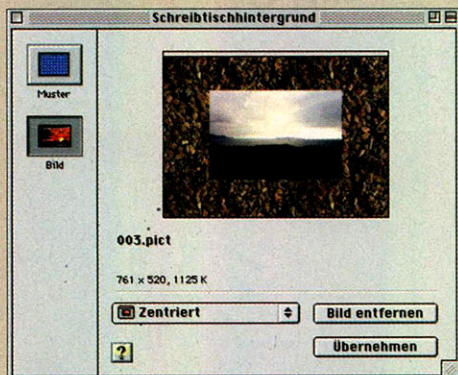 Schreibtischhintergrund
Muster
Bild
003.pict
761 x 520, 1125 K
Zentriert
Bild entfernen
?
Übernehmen